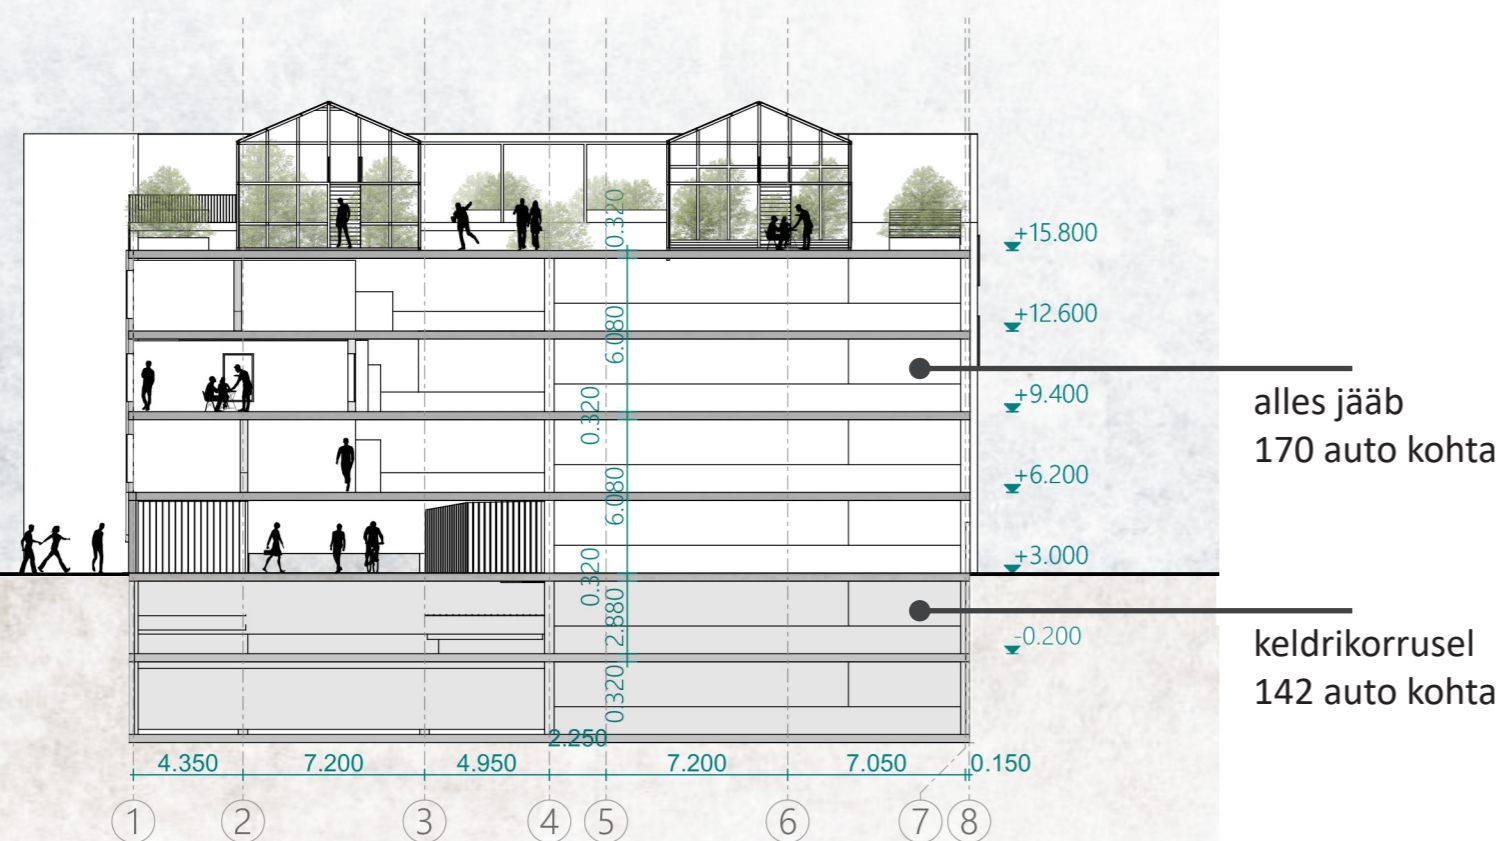 +15.800
+12.600
+9.400
+6.200
+3.000
-0.200
0.320
6.080
0.320
6.080
0.320
2.880
0.320
alles jääb
170 auto kohta
keldrikorrusel
142 auto kohta
4.350 7.200 4.950 2.250 7.200 7.050 0.150
1 2 3 4 5 6 7 8